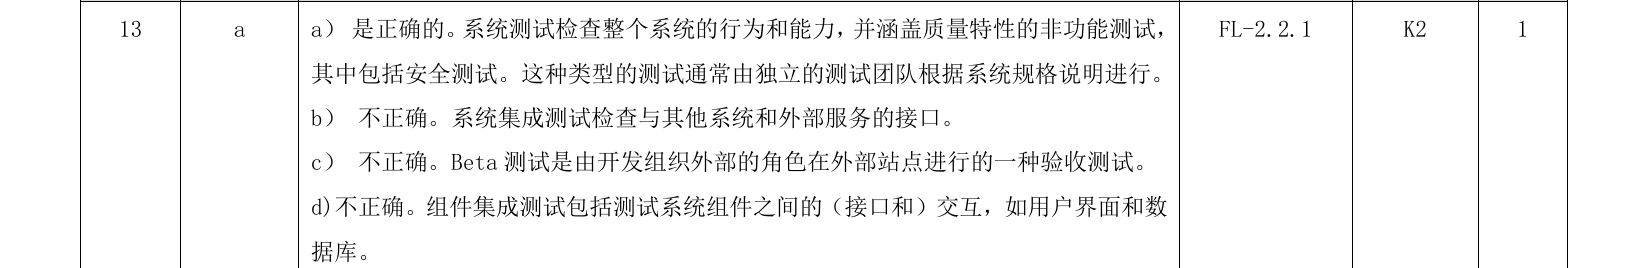 13 a a） 是正确的。系统测试检查整个系统的行为和能力，并涵盖质量特性的非功能测试， FL-2.2.1 K2 1
其中包括安全测试。这种类型的测试通常由独立的测试团队根据系统规格说明进行。
b） 不正确。系统集成测试检查与其他系统和外部服务的接口。
c） 不正确。Beta 测试是由开发组织外部的角色在外部站点进行的一种验收测试。
d)不正确。组件集成测试包括测试系统组件之间的（接口和）交互，如用户界面和数
据库。